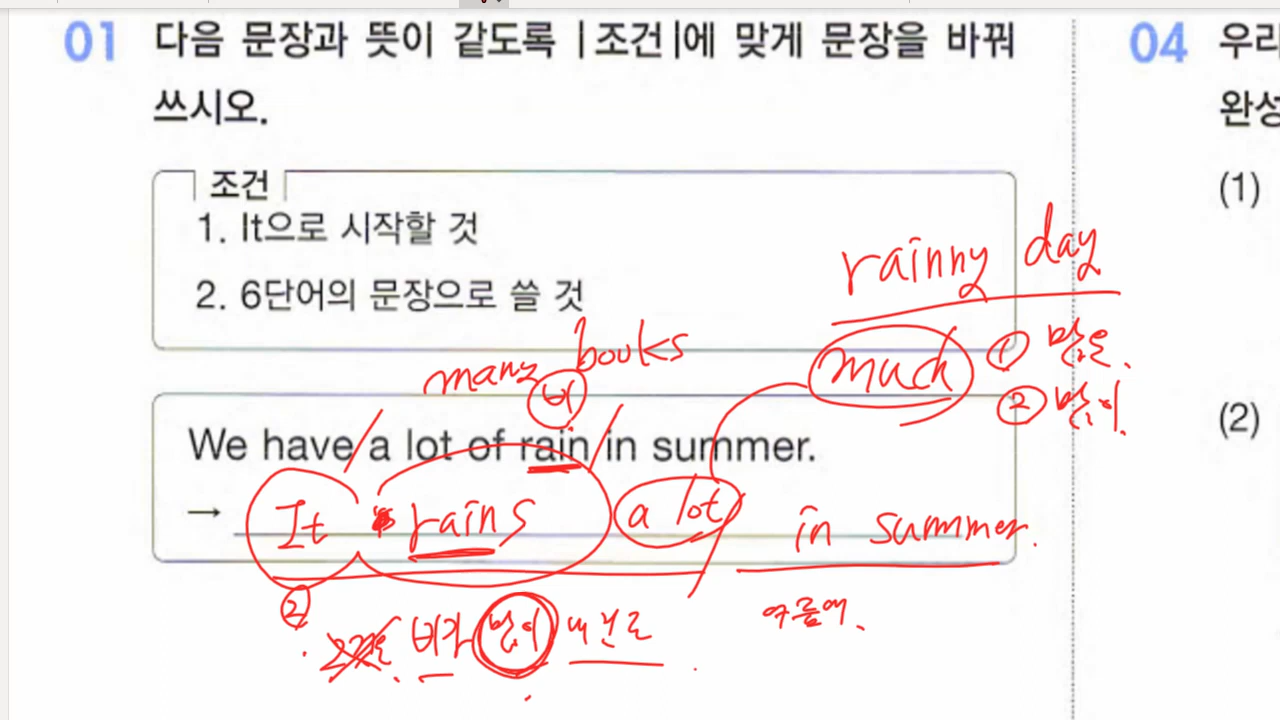 01 다음 문장과 뜻이 같도록 |조건|에 맞게 문장을 바꿔
쓰시오.
조건
1. It으로 시작할 것
2. 6단어의 문장으로 쓸 것
rainny day
many books
비
much ① 많은.
② 많이.
We have a lot of rain in summer.
→ It rains a lot in summer.
②
비가 많이 내린다
여름에.
04 우리
완성
(1)
(2)